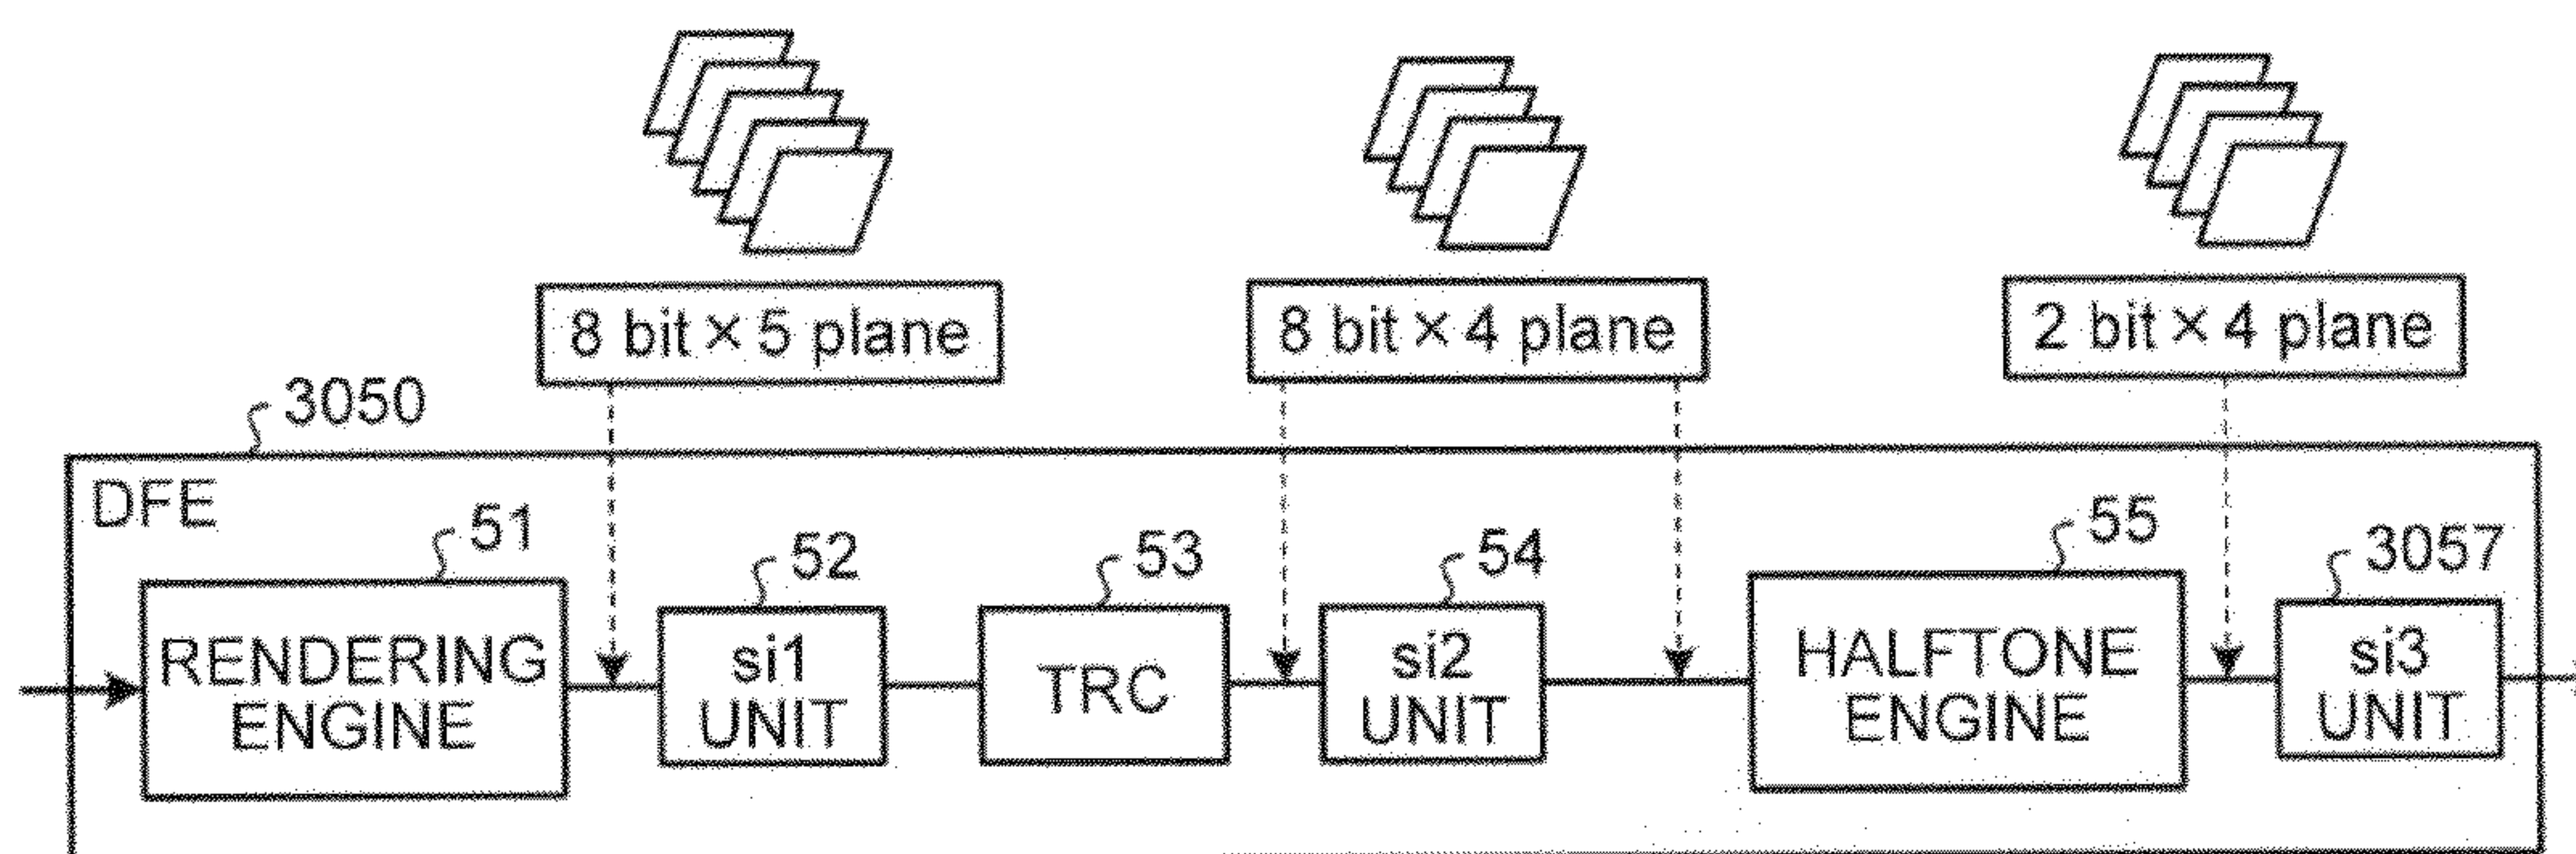 8 bit × 5 plane
8 bit × 4 plane
2 bit × 4 plane
3050
DFE
51
52
53
54
55
3057
RENDERING
ENGINE
si1
UNIT
TRC
si2
UNIT
HALFTONE
ENGINE
si3
UNIT